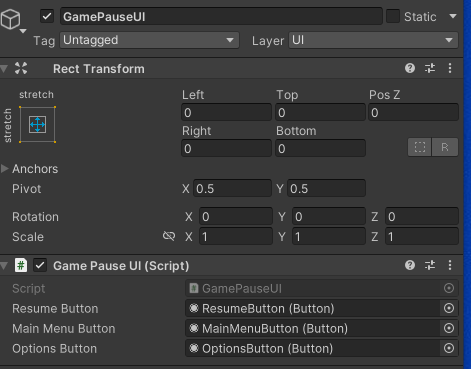 GamePauseUI Static
Tag Untagged Layer UI
Rect Transform
stretch
stretch
Left Top Pos Z
0 0 0
Right Bottom
0 0 R
Anchors
Pivot X 0.5 Y 0.5
Rotation X 0 Y 0 Z 0
Scale X 1 Y 1 Z 1
# Game Pause UI (Script)
Script # GamePauseUI
Resume Button ResumeButton (Button)
Main Menu Button MainMenuButton (Button)
Options Button OptionsButton (Button)